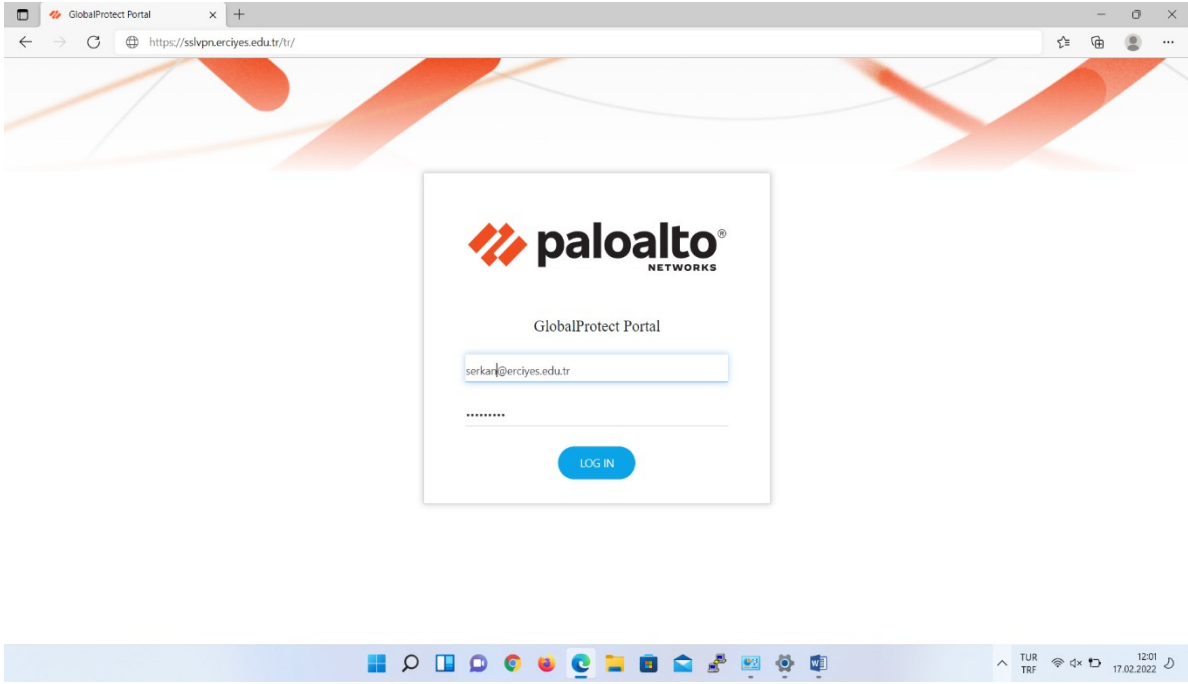 GlobalProtect Portal
https://sslvpn.erciyes.edu.tr/tr/
paloalto®
NETWORKS
GlobalProtect Portal
serkan@erciyes.edu.tr
•••••••••
LOG IN
TUR
TRF
12:01
17.02.2022